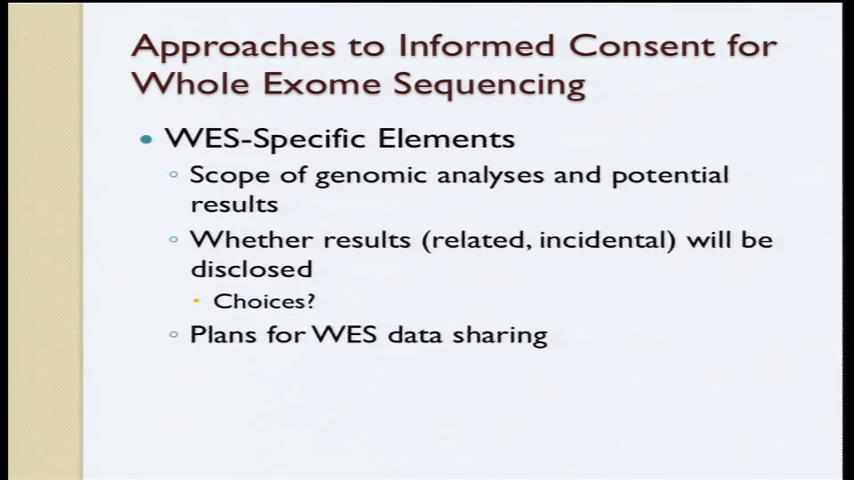 Approaches to Informed Consent for
Whole Exome Sequencing
WES-Specific Elements
Scope of genomic analyses and potential
results
Whether results (related, incidental) will be
disclosed
Choices?
Plans for WES data sharing